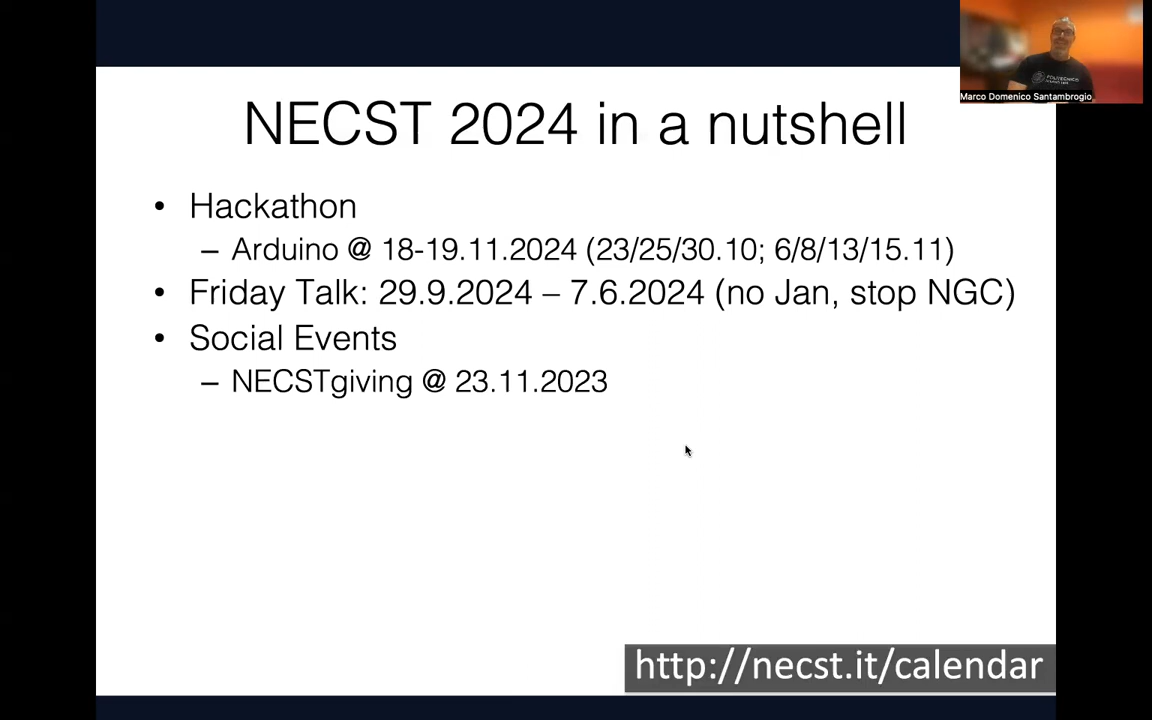 NECST 2024 in a nutshell
• Hackathon
– Arduino @ 18-19.11.2024 (23/25/30.10; 6/8/13/15.11)
• Friday Talk: 29.9.2024 – 7.6.2024 (no Jan, stop NGC)
• Social Events
– NECSTgiving @ 23.11.2023
http://necst.it/calendar
POLITECNICO
Marco Domenico Santambrogio